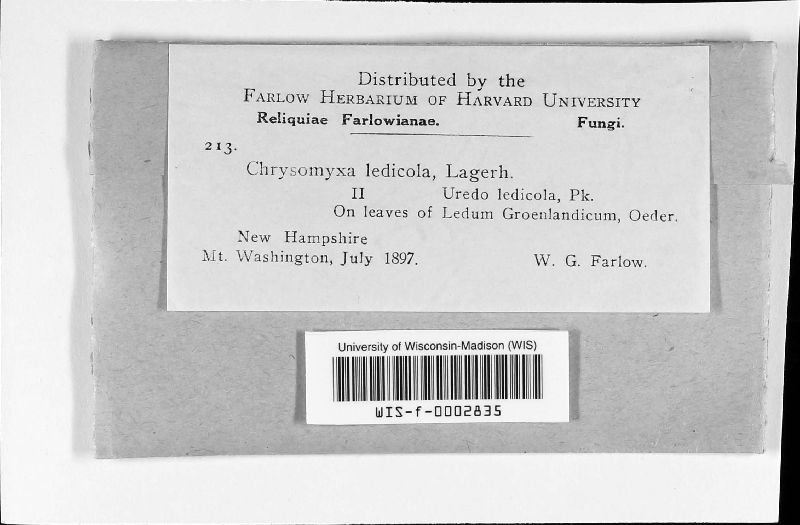 Distributed by the
Farlow Herbarium of Harvard University
Reliquiae Farlowianae. Fungi.
213.
Chrysomyxa ledicola, Lagerh.
II Uredo ledicola, Pk.
On leaves of Ledum Groenlandicum, Oeder.
New Hampshire
Mt. Washington, July 1897. W. G. Farlow.
University of Wisconsin-Madison (WIS)
WIS-f-0002835